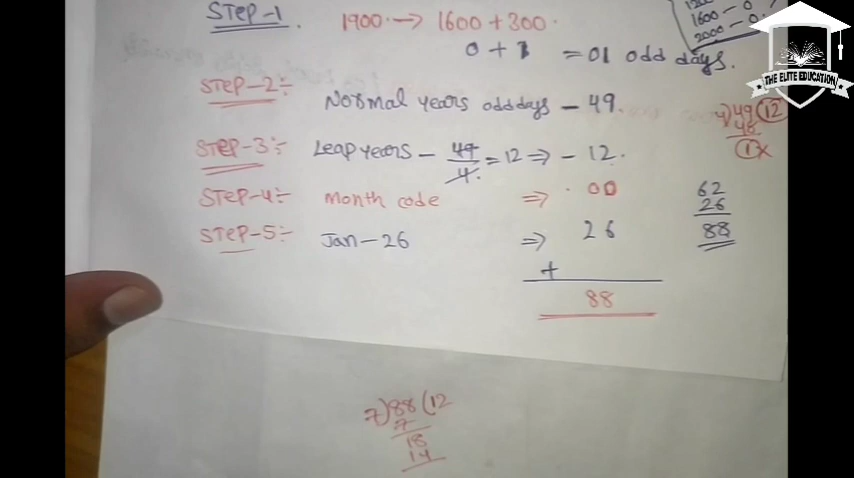 STEP-1. 1900 → 1600 + 300
1600 - 0
2000 - 0
0 + 1 = 01 odd days.
THE ELITE EDUCATION
STEP-2:- Normal years odd days - 49.
4)49(12
48
1
STEP-3:- Leap years - 49/4 = 12 ⇒ - 12.
STEP-4:- month code ⇒ 00
62
26
88
STEP-5:- Jan-26 ⇒ 26
+
88
7)88(12
7
18
14